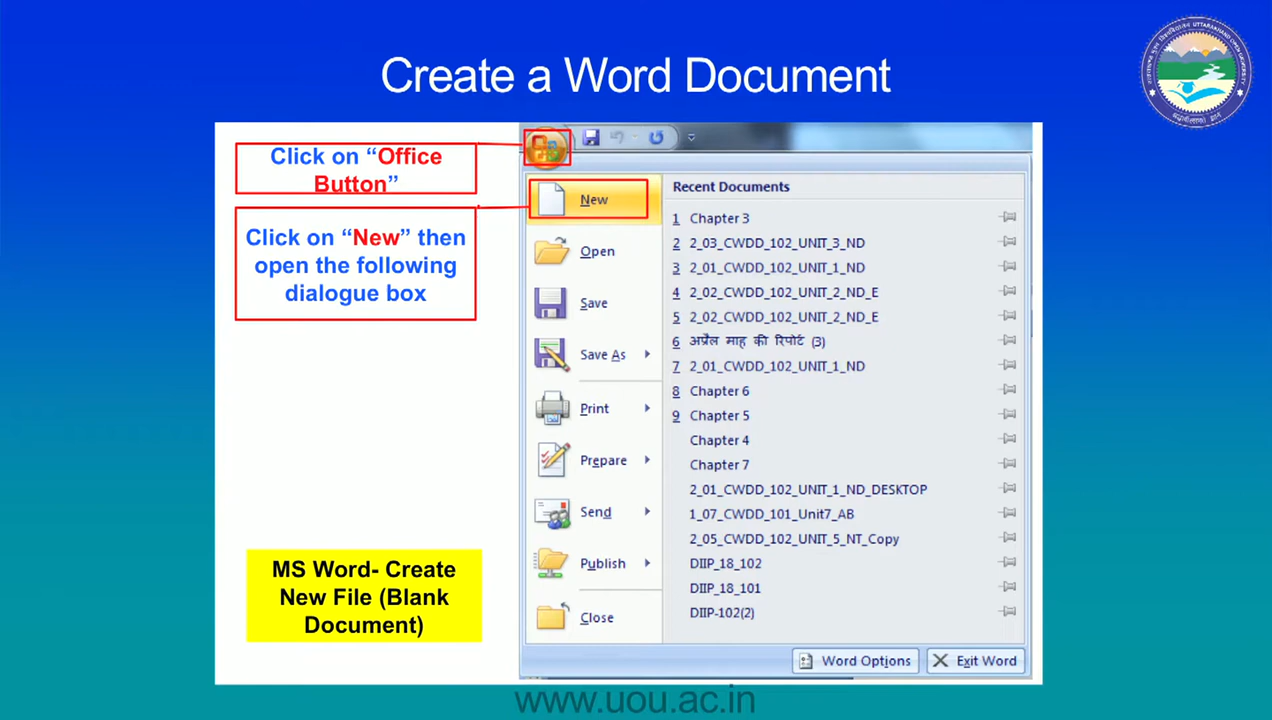 Create a Word Document
Click on “Office
Button”
Click on “New” then
open the following
dialogue box
MS Word- Create
New File (Blank
Document)
New
Open
Save
Save As
Print
Prepare
Send
Publish
Close
Recent Documents
1 Chapter 3
2 2_03_CWDD_102_UNIT_3_ND
3 2_01_CWDD_102_UNIT_1_ND
4 2_02_CWDD_102_UNIT_2_ND_E
5 2_02_CWDD_102_UNIT_2_ND_E
6 अप्रैल माह की रिपोर्ट (3)
7 2_01_CWDD_102_UNIT_1_ND
8 Chapter 6
9 Chapter 5
Chapter 4
Chapter 7
2_01_CWDD_102_UNIT_1_ND_DESKTOP
1_07_CWDD_101_Unit7_AB
2_05_CWDD_102_UNIT_5_NT_Copy
DIIP_18_102
DIIP_18_101
DIIP-102(2)
Word Options
Exit Word
www.uou.ac.in